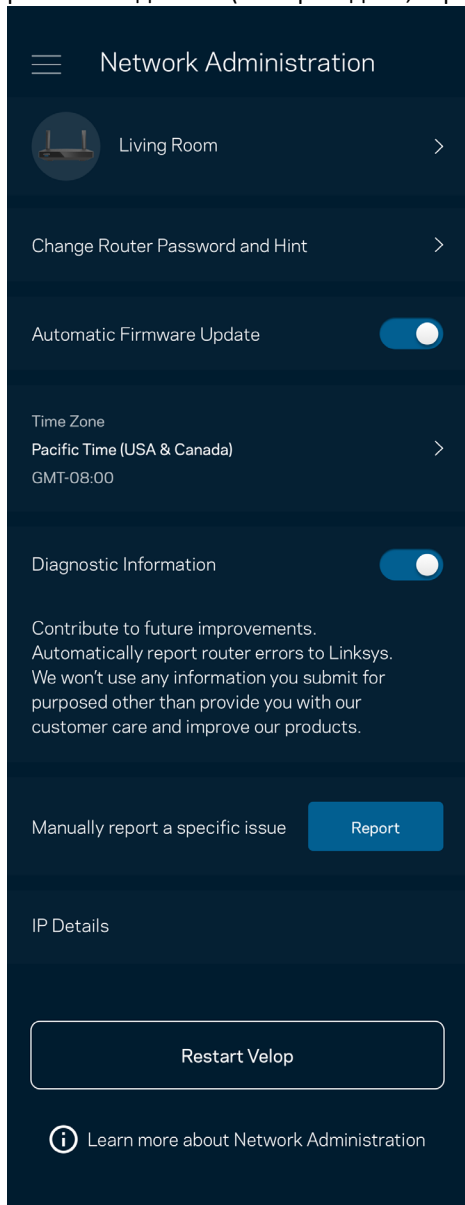 Network Administration
Living Room
Change Router Password and Hint
Automatic Firmware Update
Time Zone
Pacific Time (USA & Canada)
GMT-08:00
Diagnostic Information
Contribute to future improvements.
Automatically report router errors to Linksys.
We won't use any information you submit for
purposed other than provide you with our
customer care and improve our products.
Manually report a specific issue Report
IP Details
Restart Velop
Learn more about Network Administration